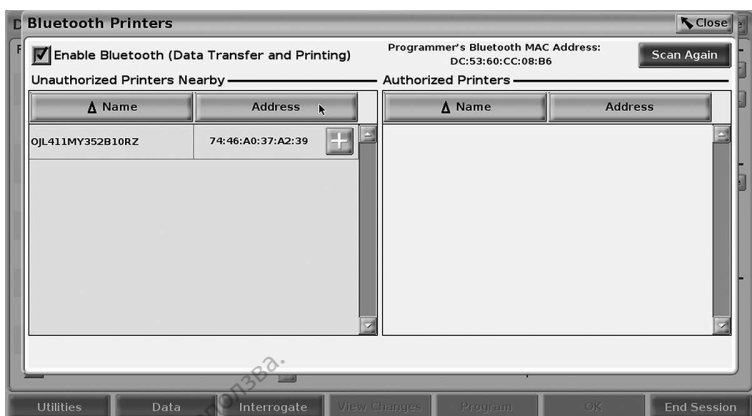 Bluetooth Printers
Close
Enable Bluetooth (Data Transfer and Printing)
Programmer's Bluetooth MAC Address:
DC:53:60:CC:08:B6
Scan Again
Unauthorized Printers Nearby
Authorized Printers
Δ Name
Address
Δ Name
Address
OJL411MY352B10RZ
74:46:A0:37:A2:39
Utilities
Data
Interrogate
View Changes
Program
OK
End Session